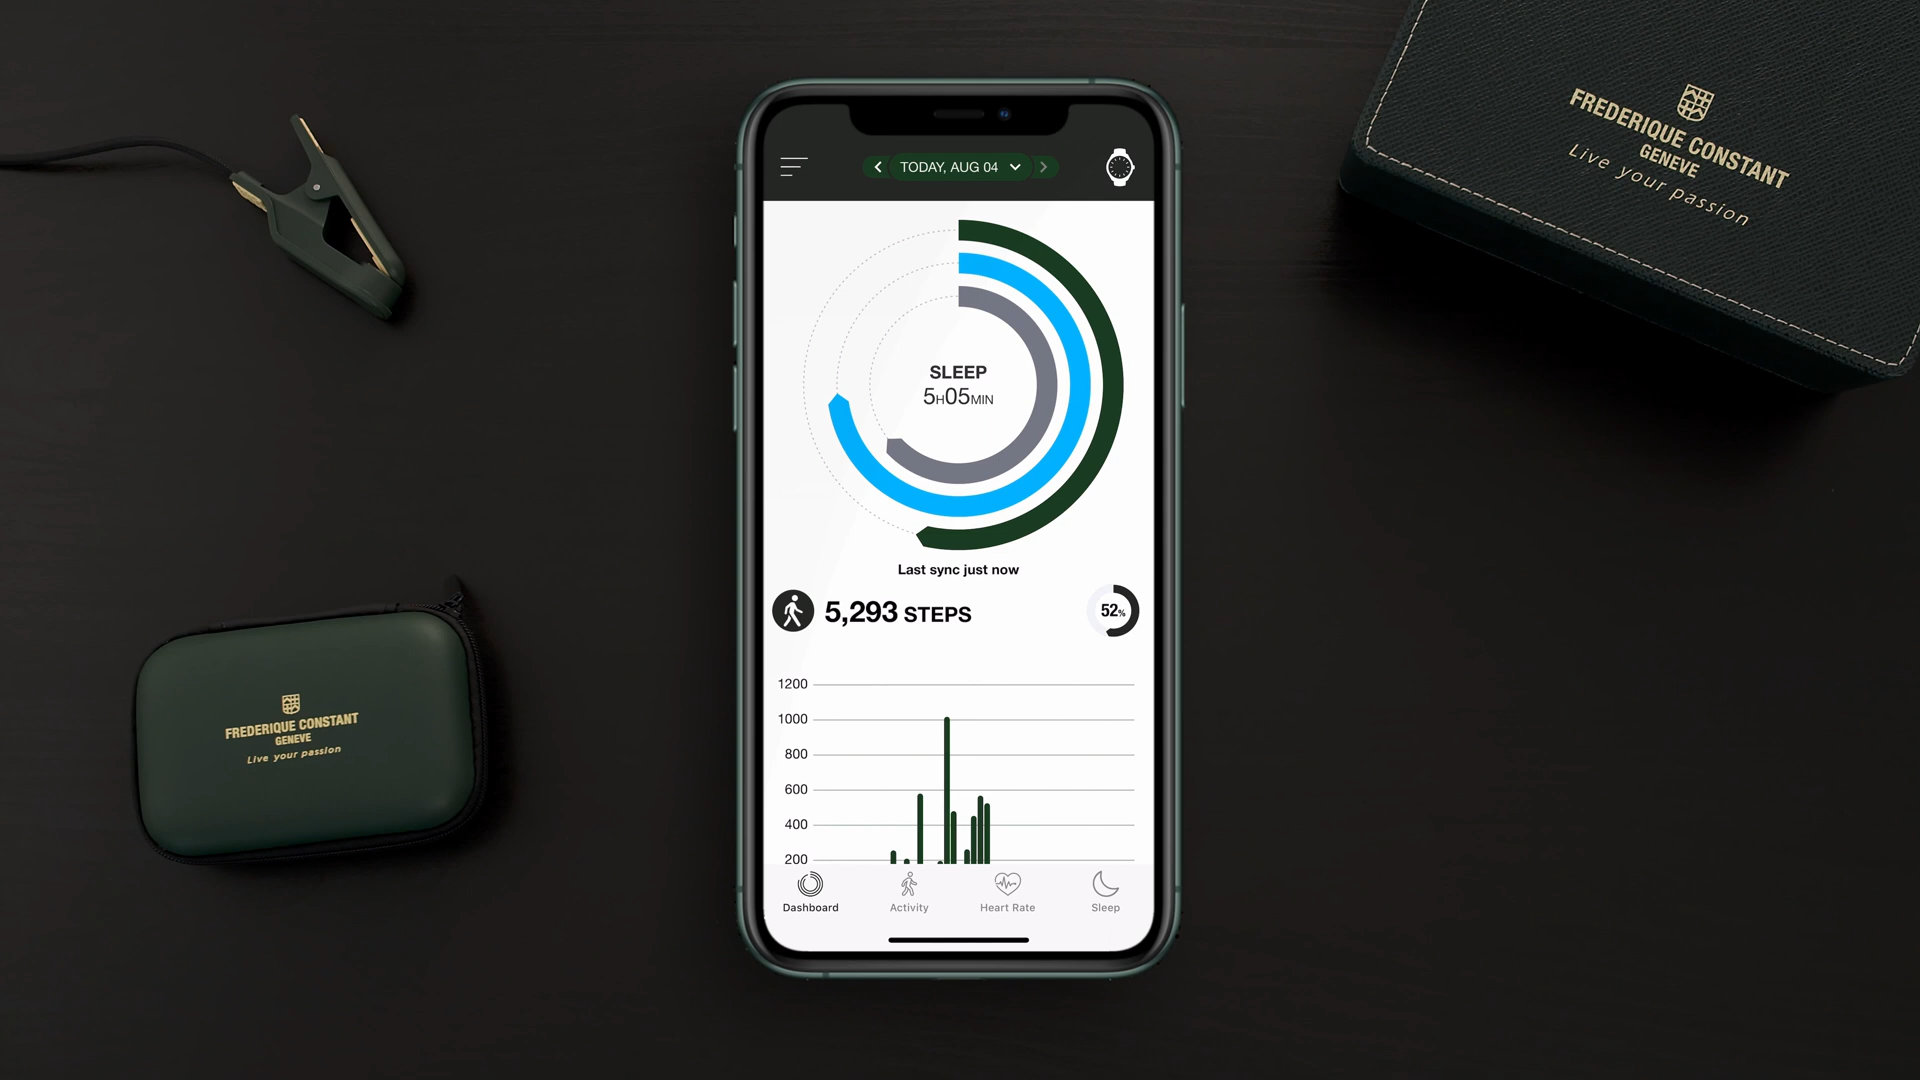 TODAY, AUG 04
SLEEP
5H05MIN
Last sync just now
5,293 STEPS
52%
1200
1000
800
600
400
200
Dashboard
Activity
Heart Rate
Sleep
FREDERIQUE CONSTANT
GENEVE
Live your passion
FREDERIQUE CONSTANT
GENEVE
Live your passion